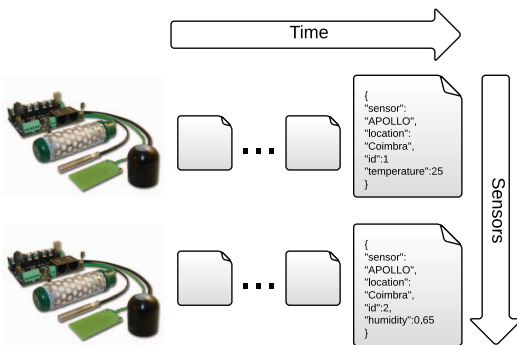 Time
{
"sensor":
"APOLLO",
"location":
"Coimbra",
"id":1
"temperature":25
}
Sensors
{
"sensor":
"APOLLO",
"location":
"Coimbra",
"id":2,
"humidity":0.65
}